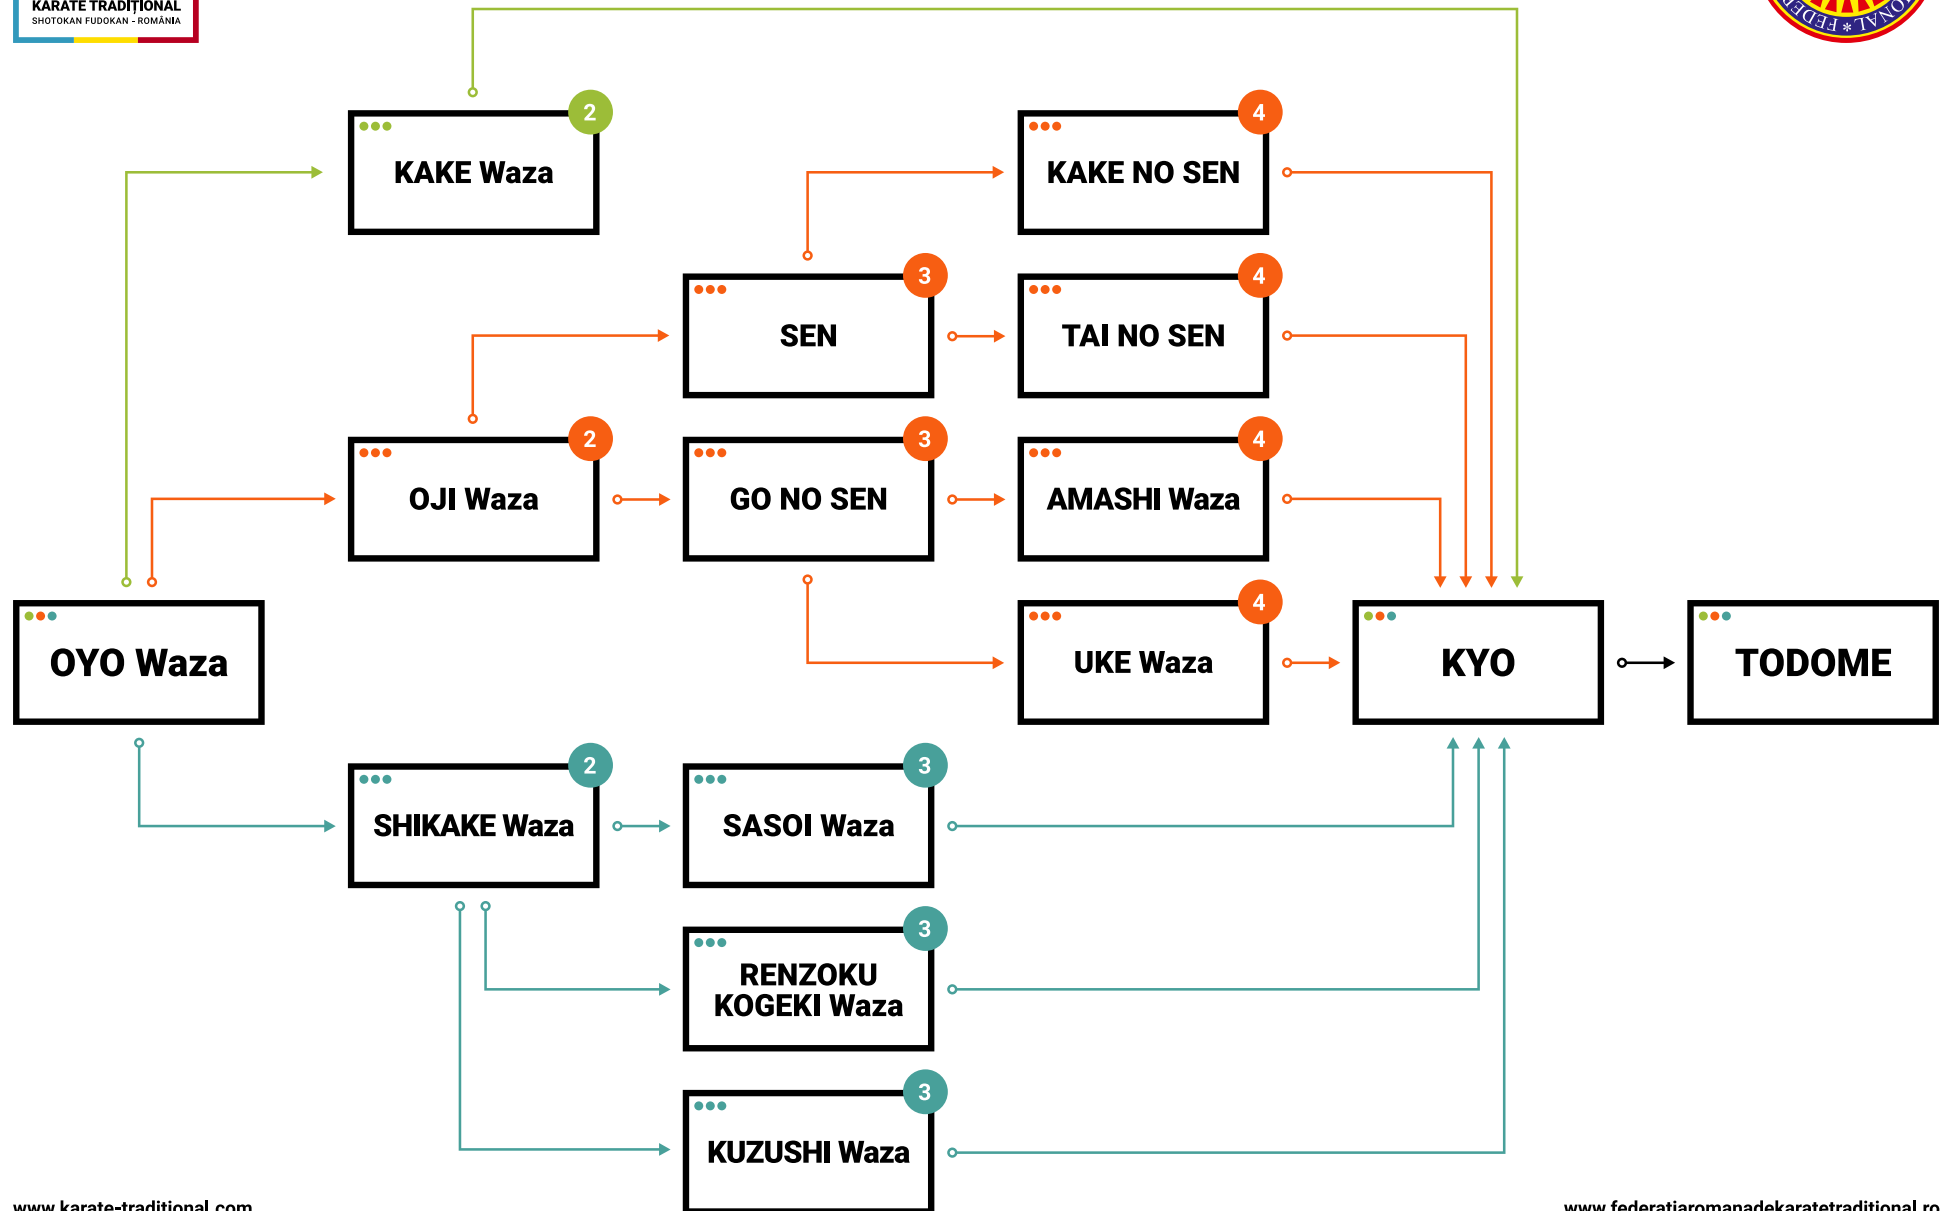 KARATE TRADIȚIONAL
SHOTOKAN FUDOKAN - ROMÂNIA
IONAL * FEDER
2
KAKE Waza
4
KAKE NO SEN
3
SEN
4
TAI NO SEN
2
OJI Waza
3
GO NO SEN
4
AMASHI Waza
OYO Waza
4
UKE Waza
KYO
TODOME
2
SHIKAKE Waza
3
SASOI Waza
3
RENZOKU
KOGEKI Waza
3
KUZUSHI Waza
www.karate-traditional.com
www.federatiaromanadekaratetraditional.ro